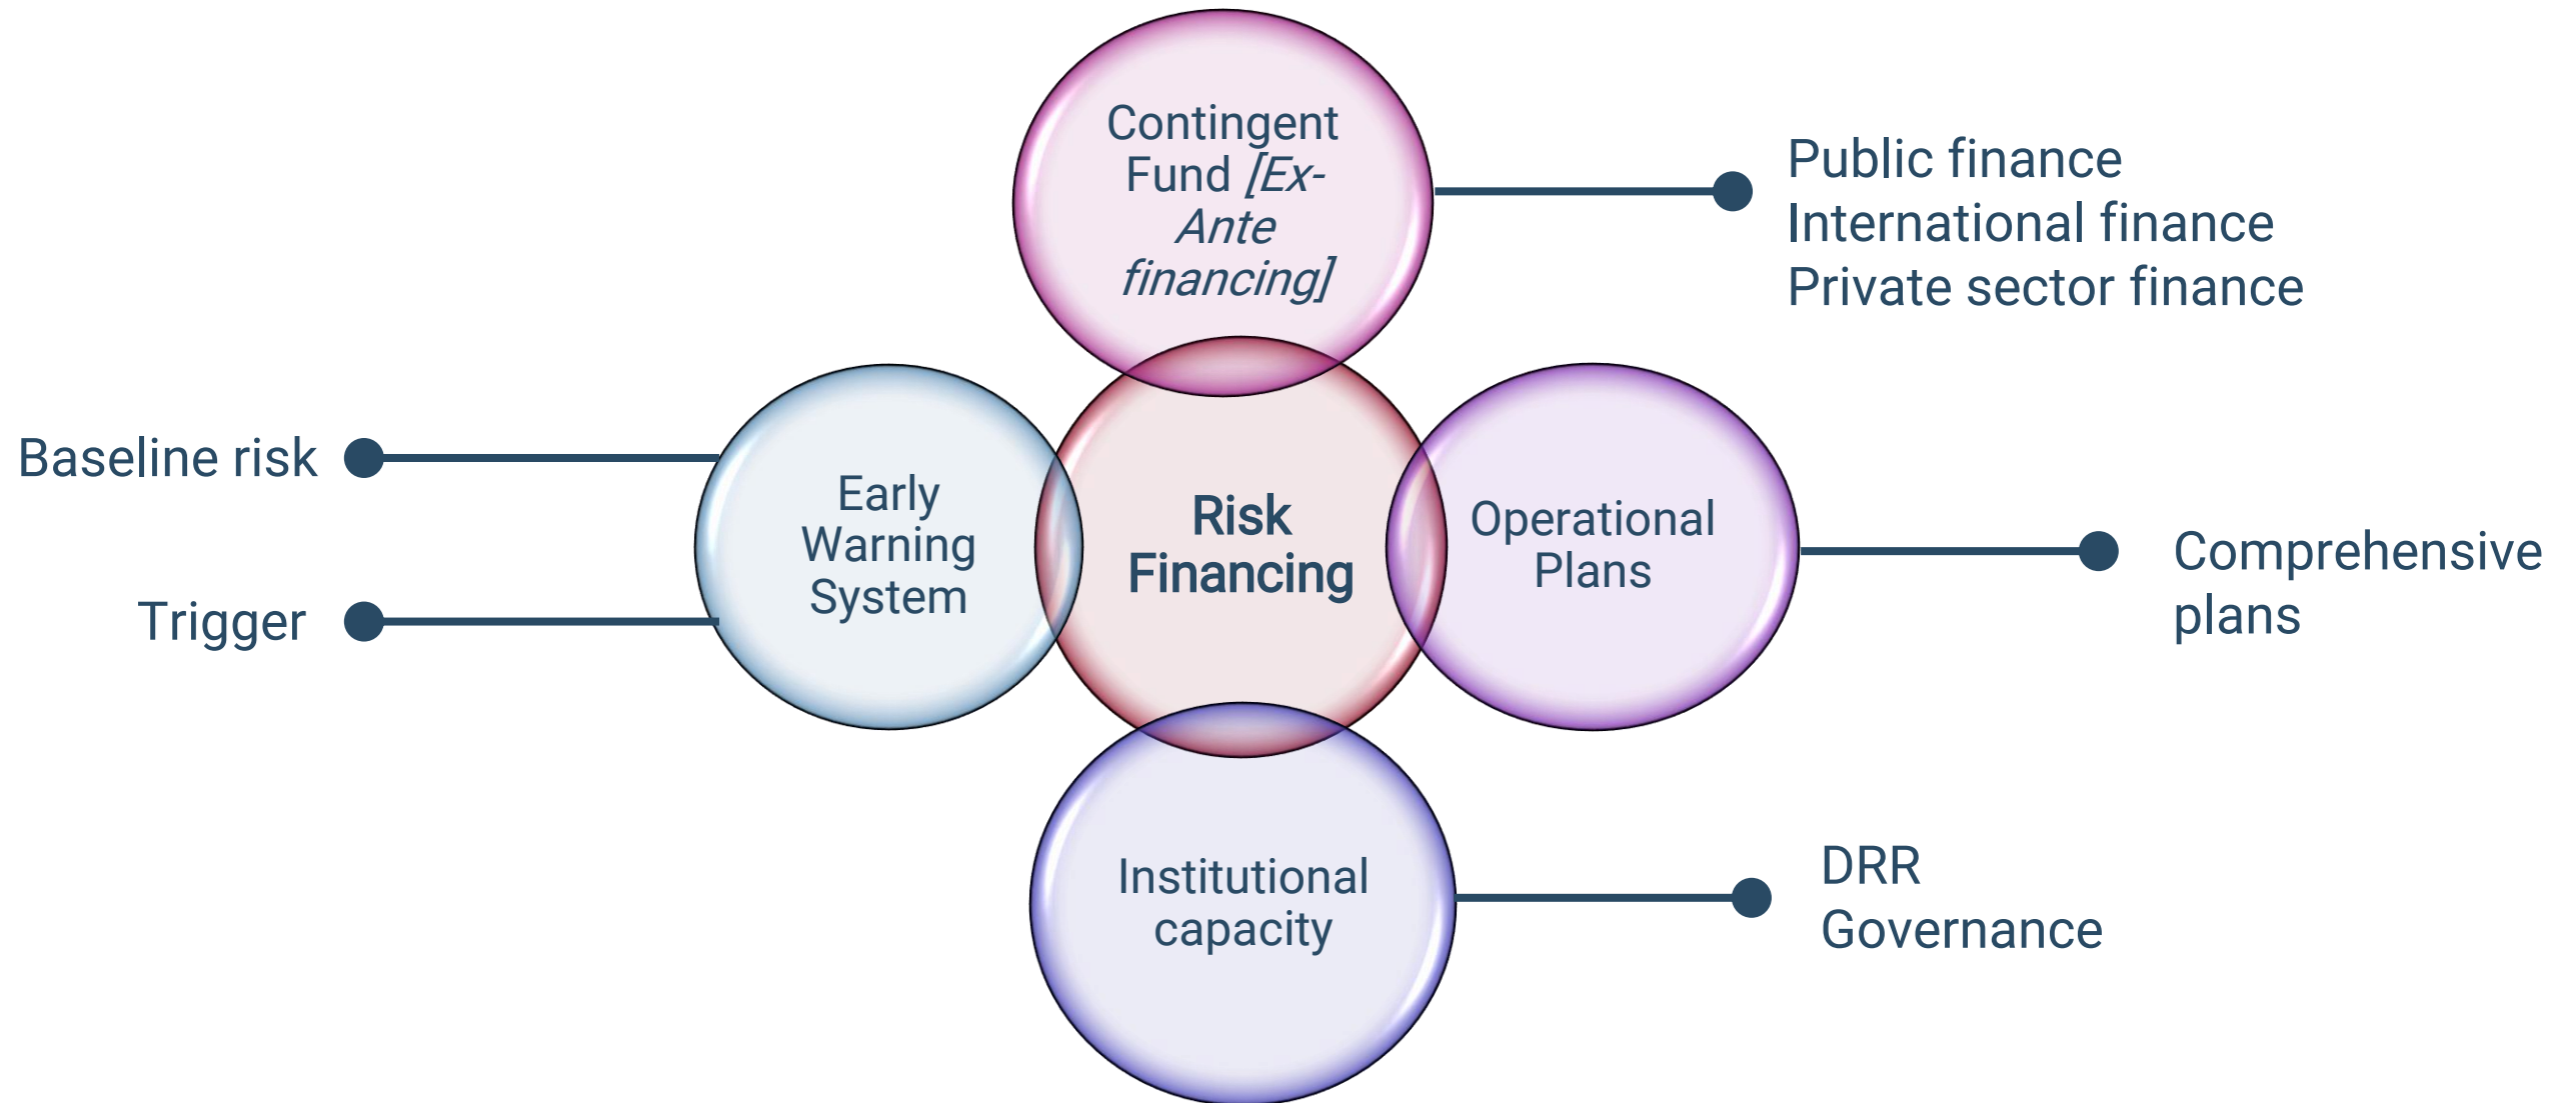 Contingent
Fund [Ex-
Ante
financing]
Public finance
International finance
Private sector finance
Baseline risk
Trigger
Early
Warning
System
Risk
Financing
Operational
Plans
Comprehensive
plans
Institutional
capacity
DRR
Governance